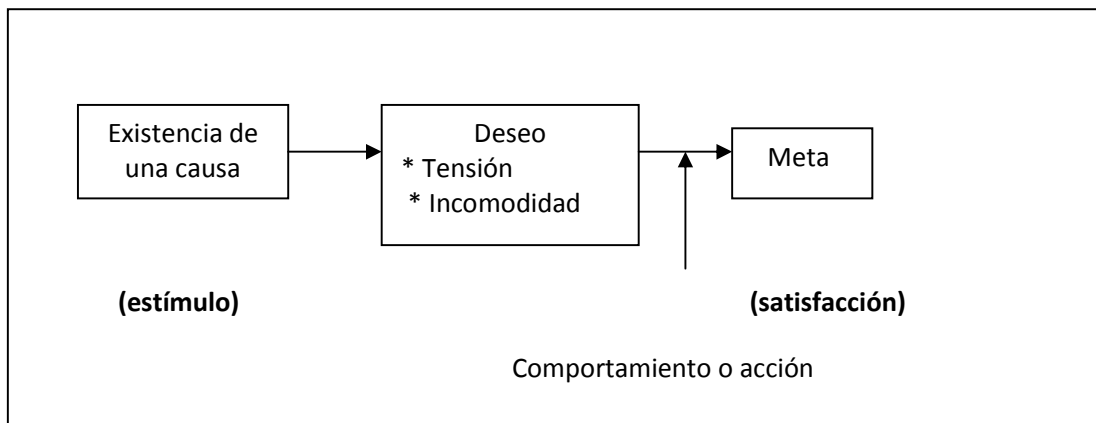 Existencia de
una causa
Deseo
* Tensión
* Incomodidad
Meta
(estímulo)
(satisfacción)
Comportamiento o acción